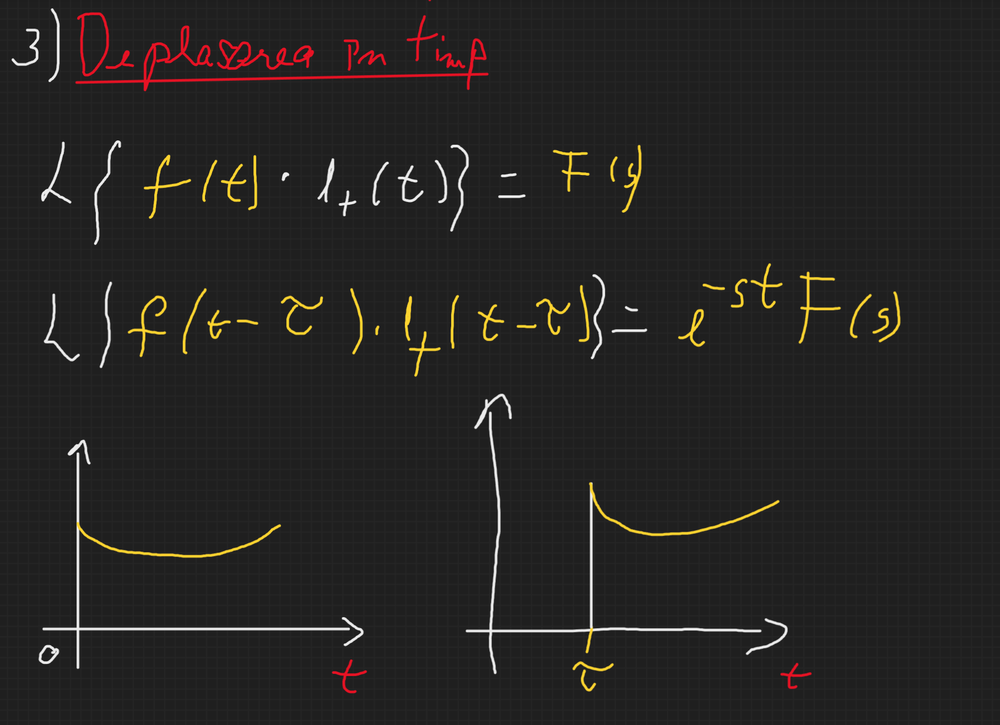 3) Deplasarea în timp
L{ f(t) · 1₊(t)} = F(s)
L{ f(t-τ) · 1₊(t-τ)} = e^{-st} F(s)
0
t
τ
t